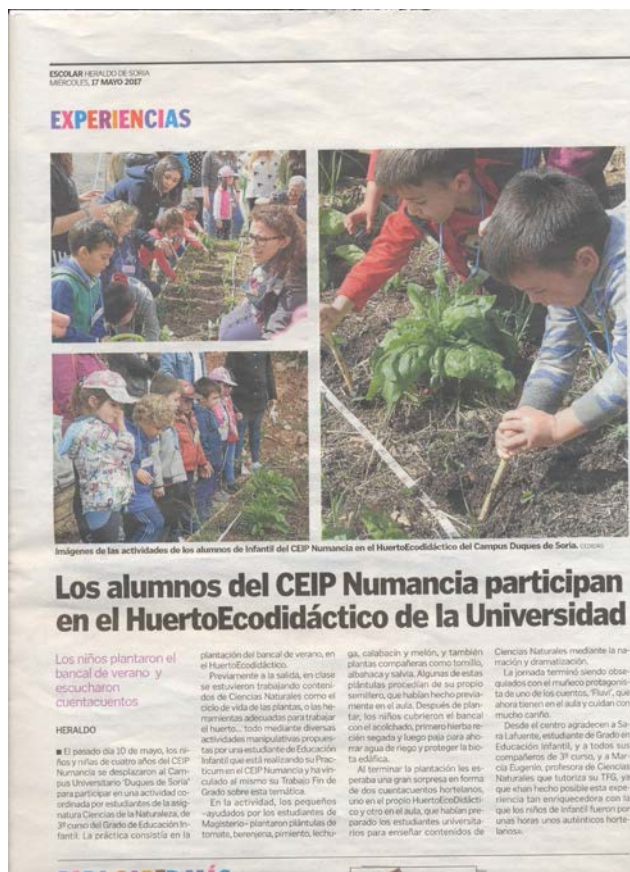 ESCOLAR HERALDO DE SORIA
MIÉRCOLES, 17 MAYO 2017
EXPERIENCIAS
Imágenes de las actividades de los alumnos de Infantil del CEIP Numancia en el HuertoEcodidáctico del Campus Duques de Soria. CEDIDAS
Los alumnos del CEIP Numancia participan
en el HuertoEcodidáctico de la Universidad
Los niños plantaron el
bancal de verano y
escucharon
cuentacuentos
HERALDO
■ El pasado día 10 de mayo, los ni-
ños y niñas de cuatro años del CEIP
Numancia se desplazaron al Cam-
pus Universitario 'Duques de Soria'
para participar en una actividad co-
ordinada por estudiantes de la asig-
natura Ciencias de la Naturaleza, de
3º curso del Grado de Educación In-
fantil. La práctica consistía en la
plantación del bancal de verano, en
el HuertoEcodidáctico.
Previamente a la salida, en clase
se estuvieron trabajando conteni-
dos de Ciencias Naturales como el
ciclo de vida de las plantas, o las he-
rramientas adecuadas para trabajar
el huerto... todo mediante diversas
actividades manipulativas propues-
tas por una estudiante de Educación
Infantil que está realizando su Prac-
ticum en el CEIP Numancia y ha vin-
culado al mismo su Trabajo Fin de
Grado sobre esta temática.
En la actividad, los pequeños
-ayudados por los estudiantes de
Magisterio- plantaron plántulas de
tomate, berenjena, pimiento, lechu-
ga, calabacín y melón, y también
plantas compañeras como tomillo,
albahaca y salvia. Algunas de estas
plántulas procedían de su propio
semillero, que habían hecho previa-
mente en el aula. Después de plan-
tar, los niños cubrieron el bancal
con el acolchado, primero hierba re-
cién segada y luego paja para aho-
rrar agua de riego y proteger la bio-
ta edáfica.
Al terminar la plantación les es-
peraba una gran sorpresa en forma
de dos cuentacuentos hortelanos,
uno en el propio HuertoEcoDidácti-
co y otro en el aula, que habían pre-
parado los estudiantes universita-
rios para enseñar contenidos de
Ciencias Naturales mediante la na-
rración y dramatización.
La jornada terminó siendo obse-
quiados con el muñeco protagonis-
ta de uno de los cuentos, 'Fluvi', que
ahora tienen en el aula y cuidan con
mucho cariño.
Desde el centro agradecen a Sa-
ra Lafuente, estudiante de Grado en
Educación Infantil, y a todos sus
compañeros de 3º curso, y a Mar-
cia Eugenio, profesora de Ciencias
Naturales que tutoriza su TFG, ya
que «han hecho posible esta expe-
riencia tan enriquecedora con la
que los niños de Infantil fueron por
unas horas unos auténticos horte-
lanos».